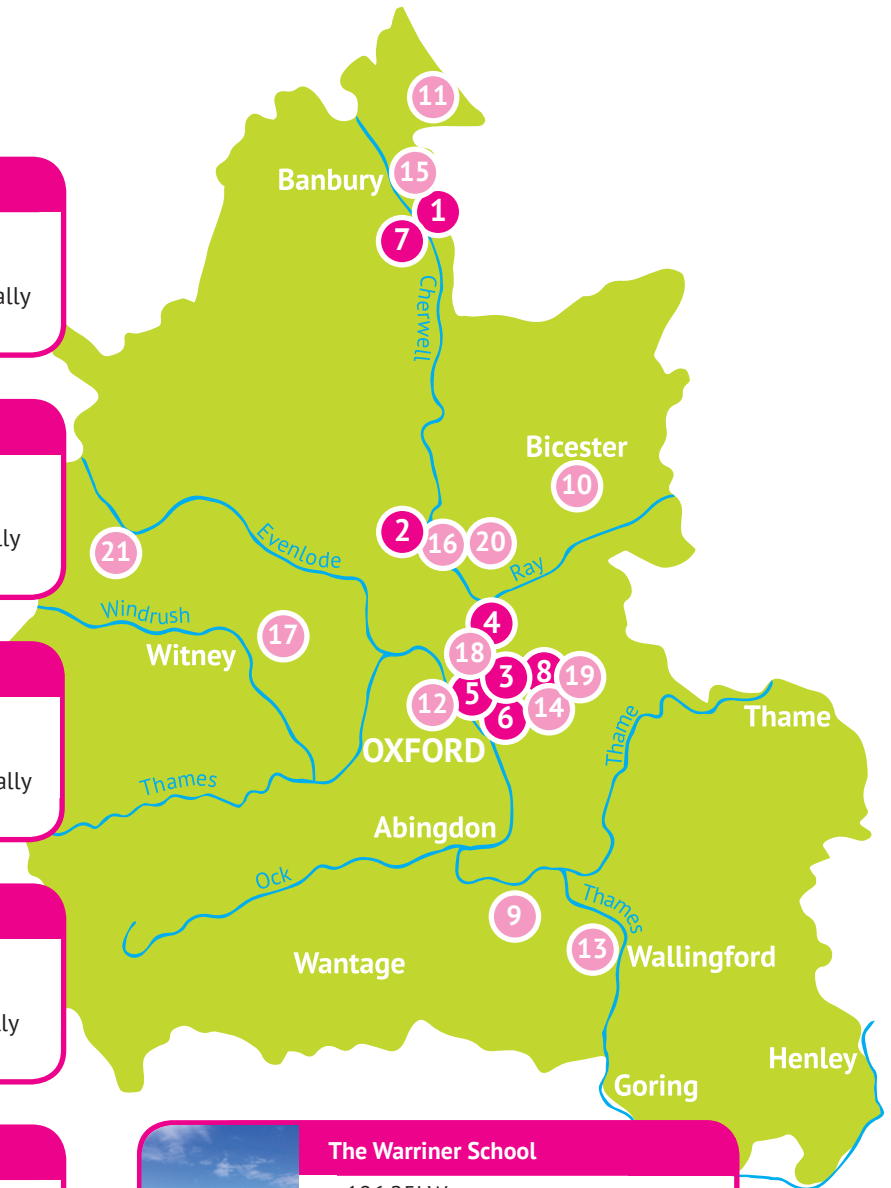 11
Banbury
15
1
7
ally
Cherwell
Bicester
10
2
16
20
lly
21
Evenlode
Ray
Windrush
17
4
Witney
18
3
8
19
5
12
14
6
Thame
Thame
OXFORD
ally
Thames
Abingdon
Ock
Thames
9
13
Wallingford
Wantage
lly
Henley
Goring
The Warriner School